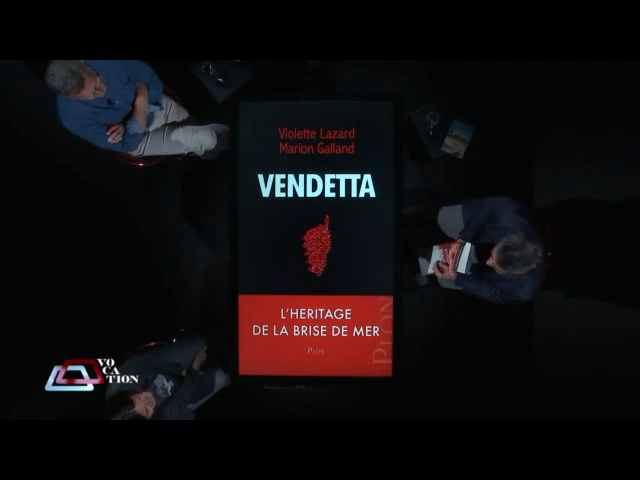 Violette Lazard
Marion Galland
VENDETTA
L'HERITAGE
DE LA BRISE DE MER
PLON
PLON
VO
CA
TION